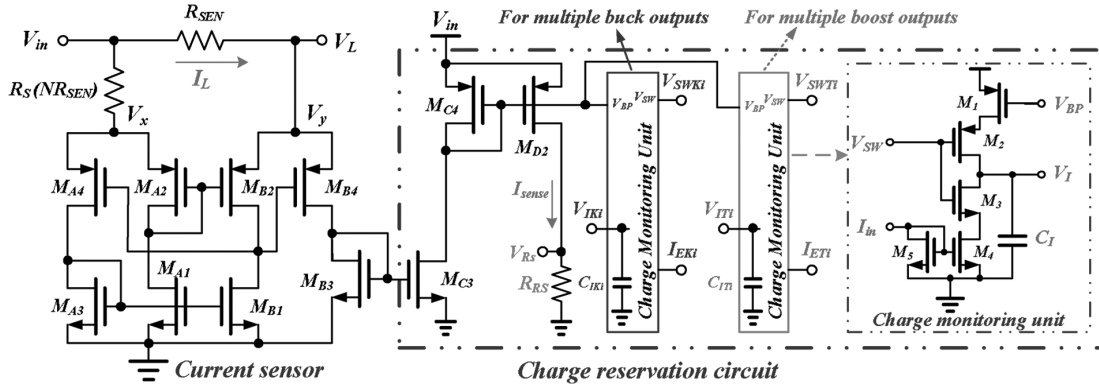 R_SEN
V_in
V_L
I_L
R_S (NR_SEN)
V_x
V_y
M_A4
M_A2
M_B2
M_B4
M_A1
M_A3
M_B1
M_B3
Current sensor
V_in
M_C4
M_D2
I_sense
V_Rs
R_RS
M_C3
For multiple buck outputs
For multiple boost outputs
V_BP
V_SW
V_SWKi
Charge Monitoring Unit
V_IKi
C_IKi
I_EKi
V_BP
V_SW
V_SWTi
Charge Monitoring Unit
V_ITi
C_ITi
I_ETi
M_1
V_BP
M_2
V_SW
V_I
M_3
I_in
M_5
M_4
C_I
Charge monitoring unit
Charge reservation circuit